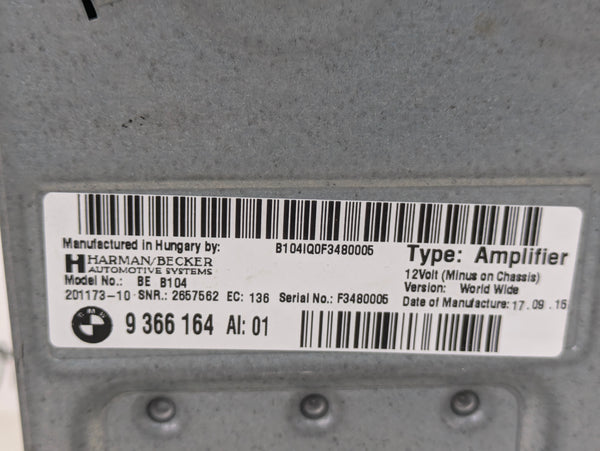 Manufactured in Hungary by:
B104IQ0F3480005
HARMAN/BECKER
AUTOMOTIVE SYSTEMS
Type: Amplifier
12Volt (Minus on Chassis)
Model No.: BE B104
Version: World Wide
201173-10 SNR.: 2657562 EC: 136 Serial No.: F3480005
Date of Manufacture: 17.09.15
BMW 9 366 164 AI: 01